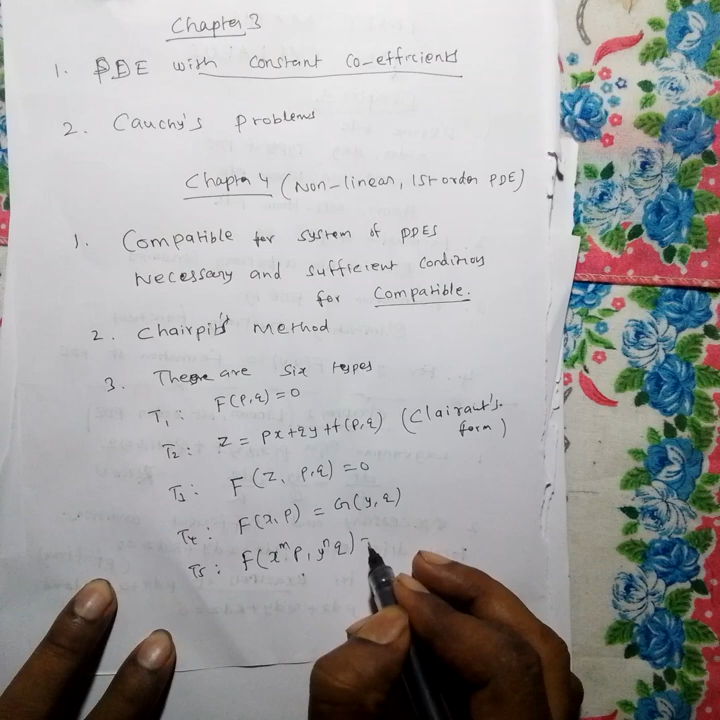 Chapter 3
1. PDE with constant co-efficients
2. Cauchy's problems
Chapter 4 (Non-linear, 1st order PDE)
1. Compatible for system of PDES
Necessary and sufficient conditions
for Compatible.
2. Chairpit's Method
3. There are six types
T1: F(p,q)=0
T2: Z = px+qy+f(p,q) (Clairaut's
form)
T3: F(z, p,q) =0
T4: F(x,p) = G(y,q)
T5: F(x^m p, y^n q)